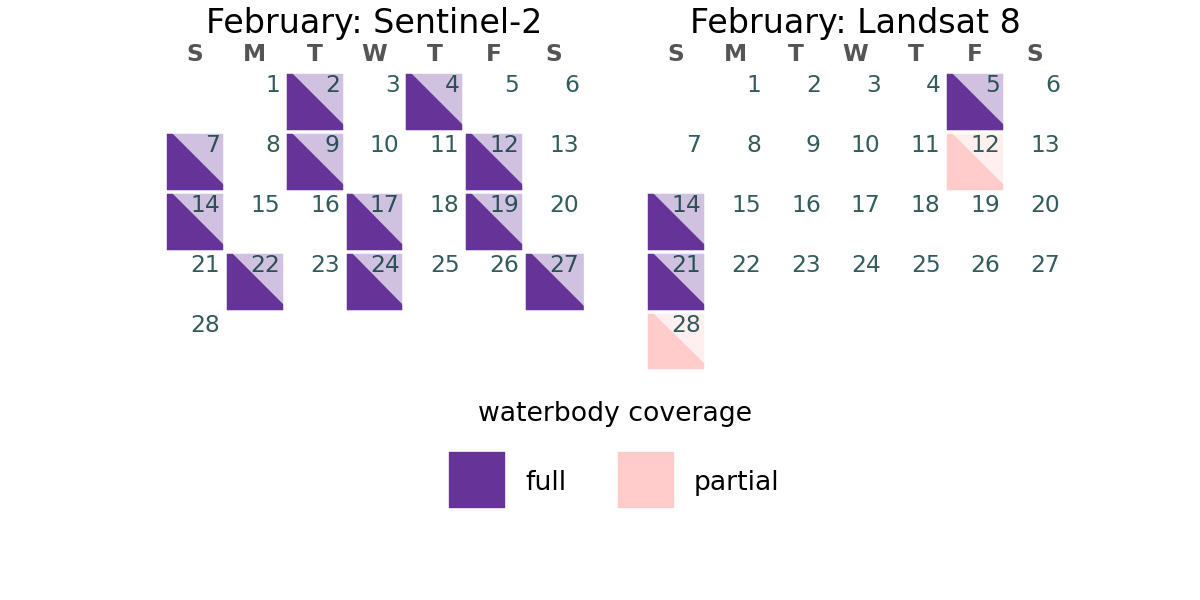 February: Sentinel-2
S M T W T F S
1 2 3 4 5 6
7 8 9 10 11 12 13
14 15 16 17 18 19 20
21 22 23 24 25 26 27
28
February: Landsat 8
S M T W T F S
1 2 3 4 5 6
7 8 9 10 11 12 13
14 15 16 17 18 19 20
21 22 23 24 25 26 27
28
waterbody coverage
full partial